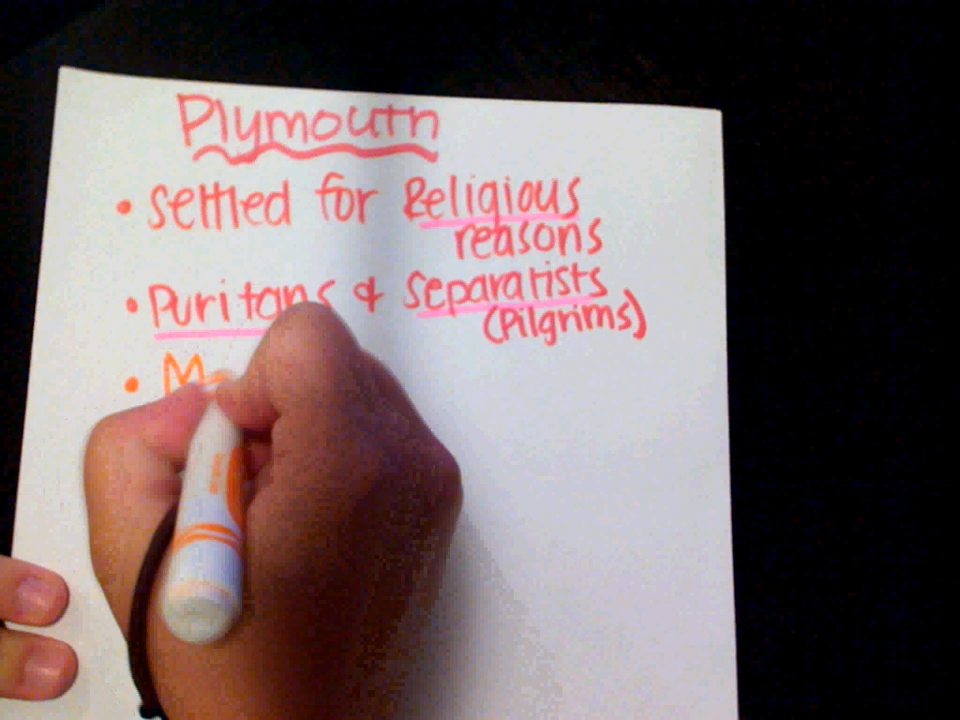 Plymouth
• Settled for Religious
reasons
• Puritans & Separatists
(Pilgrims)
• M